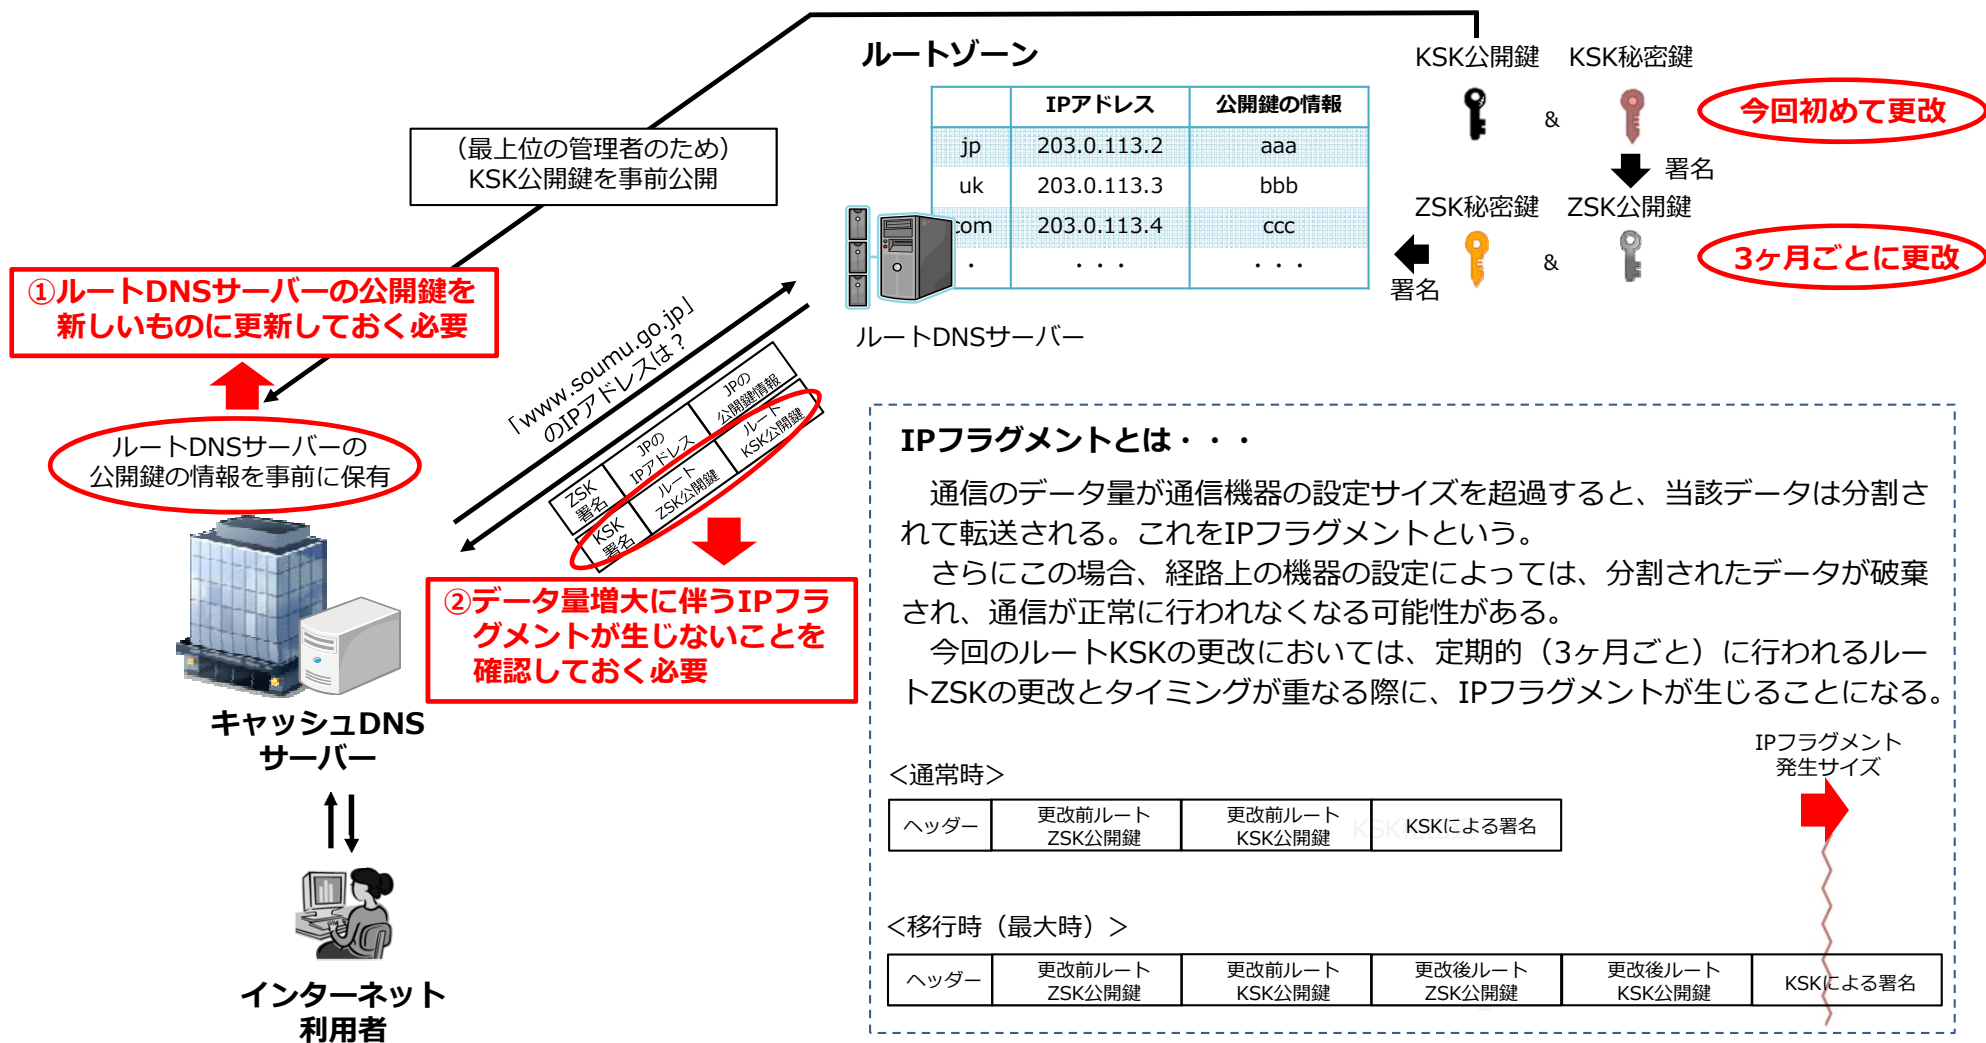 ルートゾーン
KSK公開鍵
KSK秘密鍵
&
今回初めて更改
署名
ZSK秘密鍵
ZSK公開鍵
&
3ヶ月ごとに更改
署名
IPアドレス 公開鍵の情報
jp 203.0.113.2 aaa
uk 203.0.113.3 bbb
com 203.0.113.4 ccc
・ ・・・ ・・・
ルートDNSサーバー
（最上位の管理者のため）
KSK公開鍵を事前公開
①ルートDNSサーバーの公開鍵を
新しいものに更新しておく必要
ルートDNSサーバーの
公開鍵の情報を事前に保有
「www.soumu.go.jp」
のIPアドレスは？
ZSK
署名
JPの
IPアドレス
JPの
公開鍵情報
KSK
署名
ルート
ZSK公開鍵
ルート
KSK公開鍵
②データ量増大に伴うIPフラ
グメントが生じないことを
確認しておく必要
キャッシュDNS
サーバー
インターネット
利用者
IPフラグメントとは・・・
通信のデータ量が通信機器の設定サイズを超過すると、当該データは分割さ
れて転送される。これをIPフラグメントという。
さらにこの場合、経路上の機器の設定によっては、分割されたデータが破棄
され、通信が正常に行われなくなる可能性がある。
今回のルートKSKの更改においては、定期的（3ヶ月ごと）に行われるルー
トZSKの更改とタイミングが重なる際に、IPフラグメントが生じることになる。
IPフラグメント
発生サイズ
＜通常時＞
ヘッダー
更改前ルート
ZSK公開鍵
更改前ルート
KSK公開鍵
KSKによる署名
＜移行時（最大時）＞
ヘッダー
更改前ルート
ZSK公開鍵
更改前ルート
KSK公開鍵
更改後ルート
ZSK公開鍵
更改後ルート
KSK公開鍵
KSKによる署名